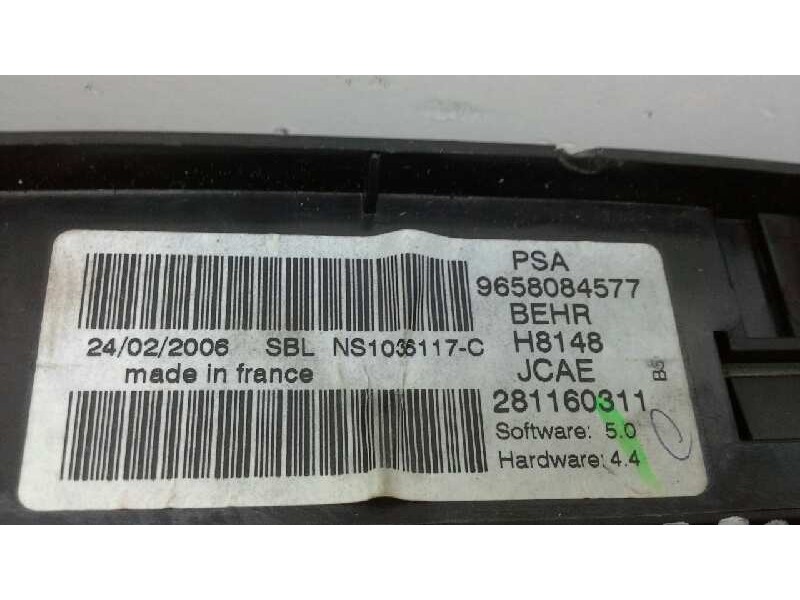 PSA
9658084577
BEHR
24/02/2006 SBL NS1036117-C H8148
made in france JCAE
281160311
Software: 5.0
Hardware: 4.4